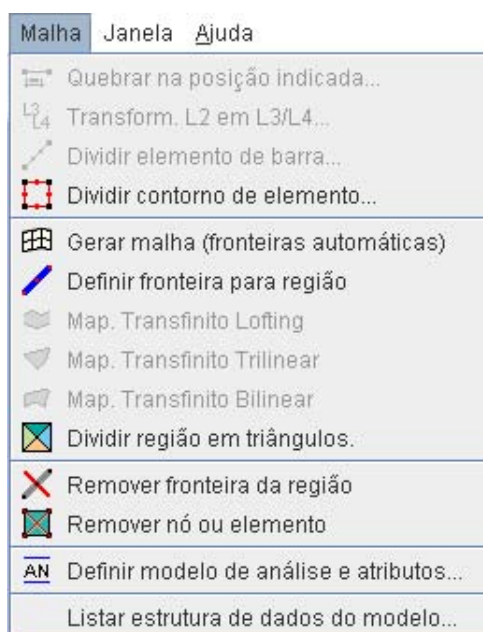 Malha Janela Ajuda
Quebrar na posição indicada...
L3 L4 Transform. L2 em L3/L4...
Dividir elemento de barra...
Dividir contorno de elemento...
Gerar malha (fronteiras automáticas)
Definir fronteira para região
Map. Transfinito Lofting
Map. Transfinito Trilinear
Map. Transfinito Bilinear
Dividir região em triângulos.
Remover fronteira da região
Remover nó ou elemento
AN Definir modelo de análise e atributos...
Listar estrutura de dados do modelo...